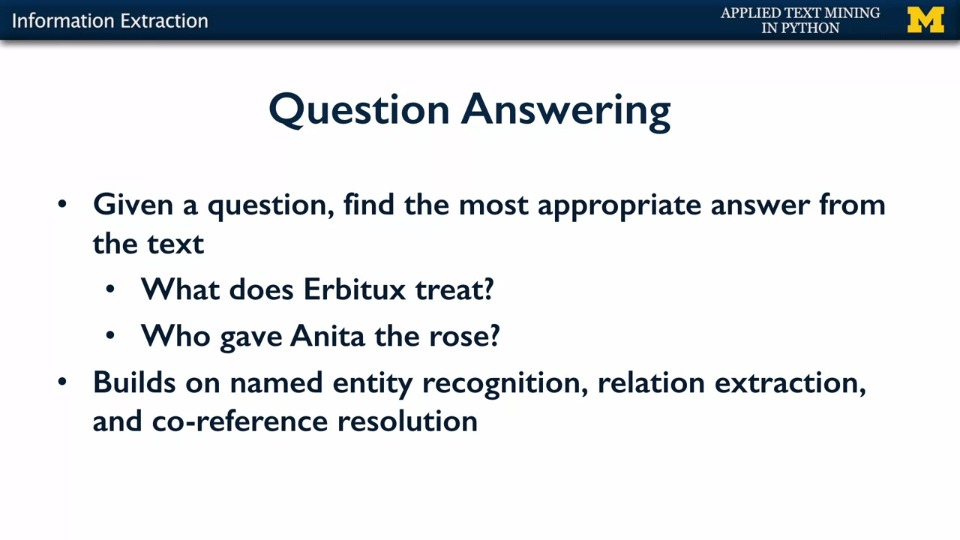 Information Extraction
APPLIED TEXT MINING
IN PYTHON
M
Question Answering
• Given a question, find the most appropriate answer from
the text
• What does Erbitux treat?
• Who gave Anita the rose?
• Builds on named entity recognition, relation extraction,
and co-reference resolution